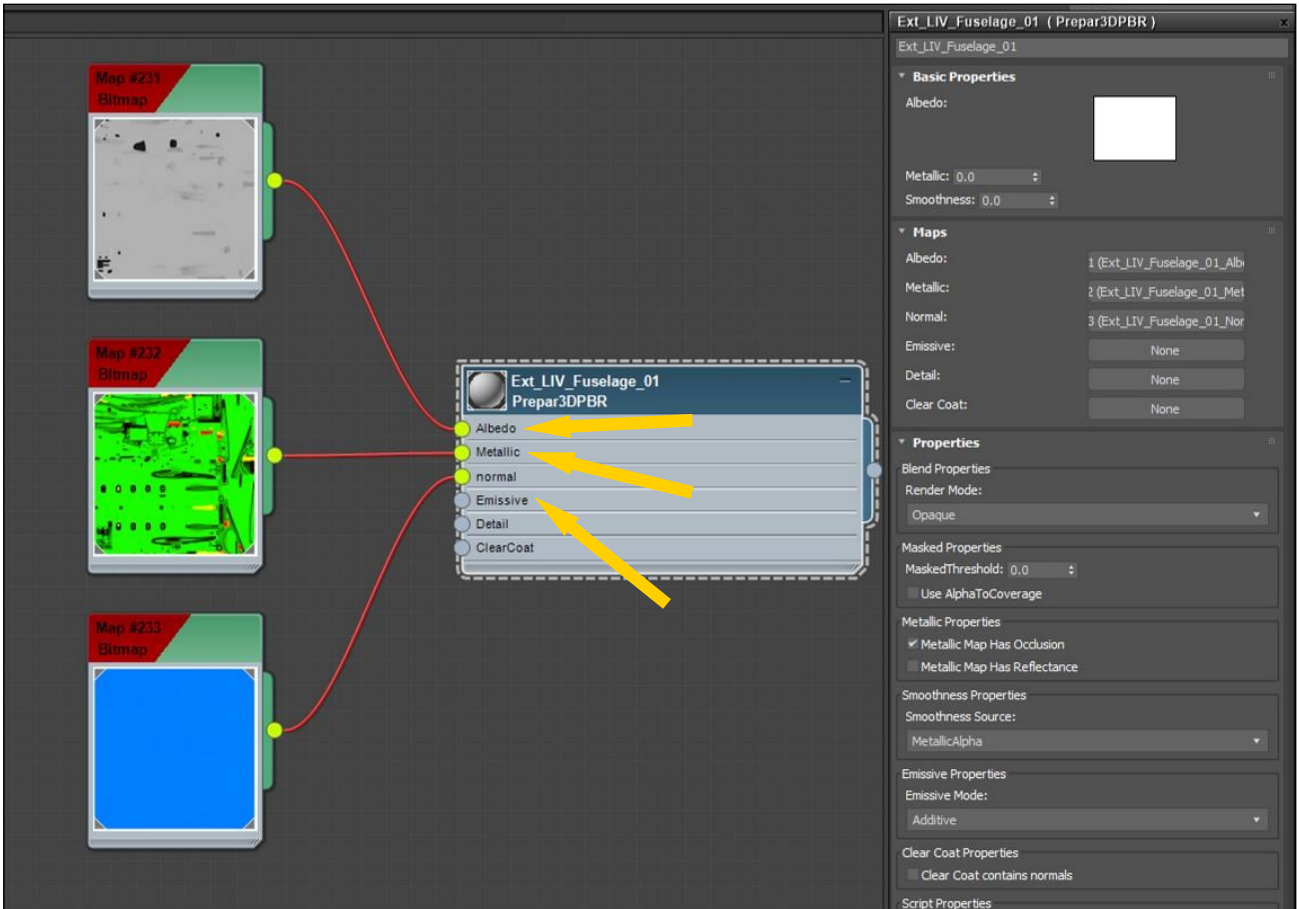 Map #231
Bitmap
Map #232
Bitmap
Map #233
Bitmap
Ext_LIV_Fuselage_01
Prepar3DPBR
Albedo
Metallic
normal
Emissive
Detail
ClearCoat
Ext_LIV_Fuselage_01 ( Prepar3DPBR )
Ext_LIV_Fuselage_01
Basic Properties
Albedo:
Metallic: 0.0
Smoothness: 0.0
Maps
Albedo: 1 (Ext_LIV_Fuselage_01_Alb
Metallic: 2 (Ext_LIV_Fuselage_01_Met
Normal: 3 (Ext_LIV_Fuselage_01_Nor
Emissive: None
Detail: None
Clear Coat: None
Properties
Blend Properties
Render Mode:
Opaque
Masked Properties
MaskedThreshold: 0.0
Use AlphaToCoverage
Metallic Properties
Metallic Map Has Occlusion
Metallic Map Has Reflectance
Smoothness Properties
Smoothness Source:
MetallicAlpha
Emissive Properties
Emissive Mode:
Additive
Clear Coat Properties
Clear Coat contains normals
Script Properties